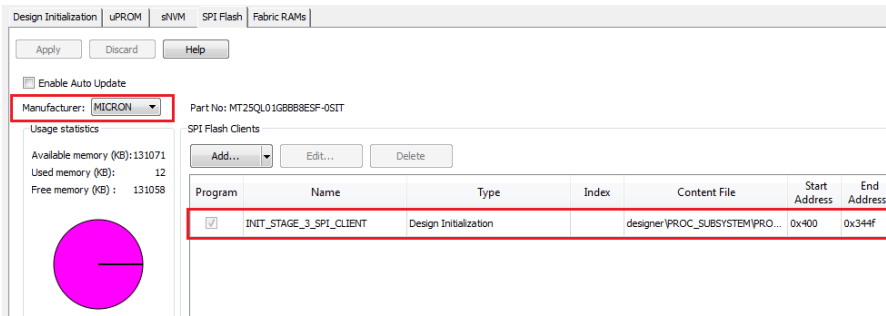 Design Initialization uPROM sNVM SPI Flash Fabric RAMs
Apply Discard Help
Enable Auto Update
Manufacturer: MICRON Part No: MT25QL01GBBB8ESF-0SIT
Usage statistics SPI Flash Clients
Available memory (KB):131071 Add... Edit... Delete
Used memory (KB): 12
Free memory (KB) : 131058
Program Name Type Index Content File Start Address End Address
INIT_STAGE_3_SPI_CLIENT Design Initialization designer\PROC_SUBSYSTEM\PRO... 0x400 0x344f